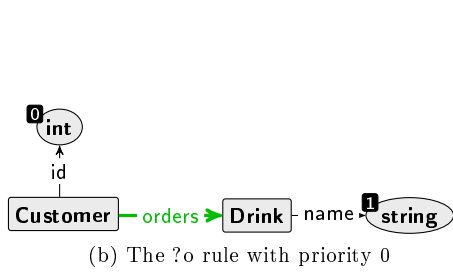 0
int
id
Customer orders Drink name 1 string
(b) The ?o rule with priority 0